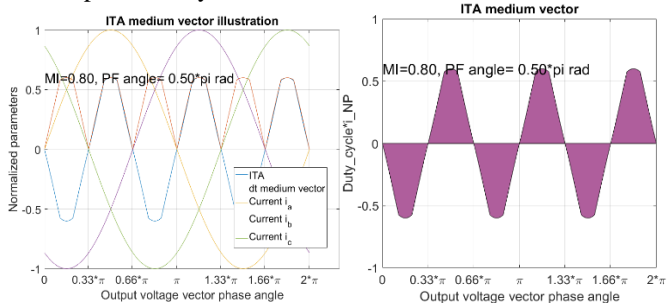 ITA medium vector illustration
MI=0.80, PF angle= 0.50*pi rad
Normalized parameters
1
0.5
0
-0.5
-1
ITA
dt medium vector
Current i_a
Current i_b
Current i_c
0 0.33*π 0.66*π π 1.33*π 1.66*π 2*π
Output voltage vector phase angle
ITA medium vector
MI=0.80, PF angle= 0.50*pi rad
Duty_cycle*i_NP
1
0.5
0
-0.5
-1
0 0.33*π 0.66*π π 1.33*π 1.66*π 2*π
Output voltage vector phase angle